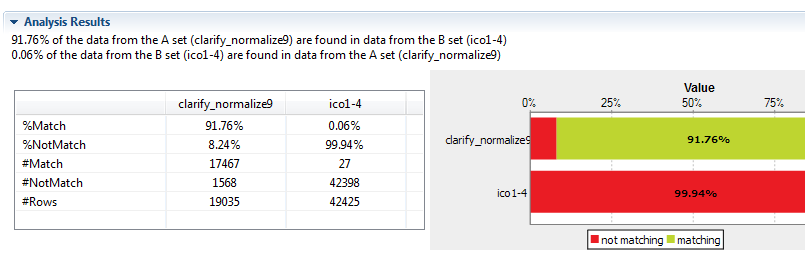 Analysis Results
91.76% of the data from the A set (clarify_normalize9) are found in data from the B set (ico1-4)
0.06% of the data from the B set (ico1-4) are found in data from the A set (clarify_normalize9)
clarify_normalize9 ico1-4
%Match 91.76% 0.06%
%NotMatch 8.24% 99.94%
#Match 17467 27
#NotMatch 1568 42398
#Rows 19035 42425
Value
0% 25% 50% 75%
clarify_normalize9 91.76%
ico1-4 99.94%
not matching matching